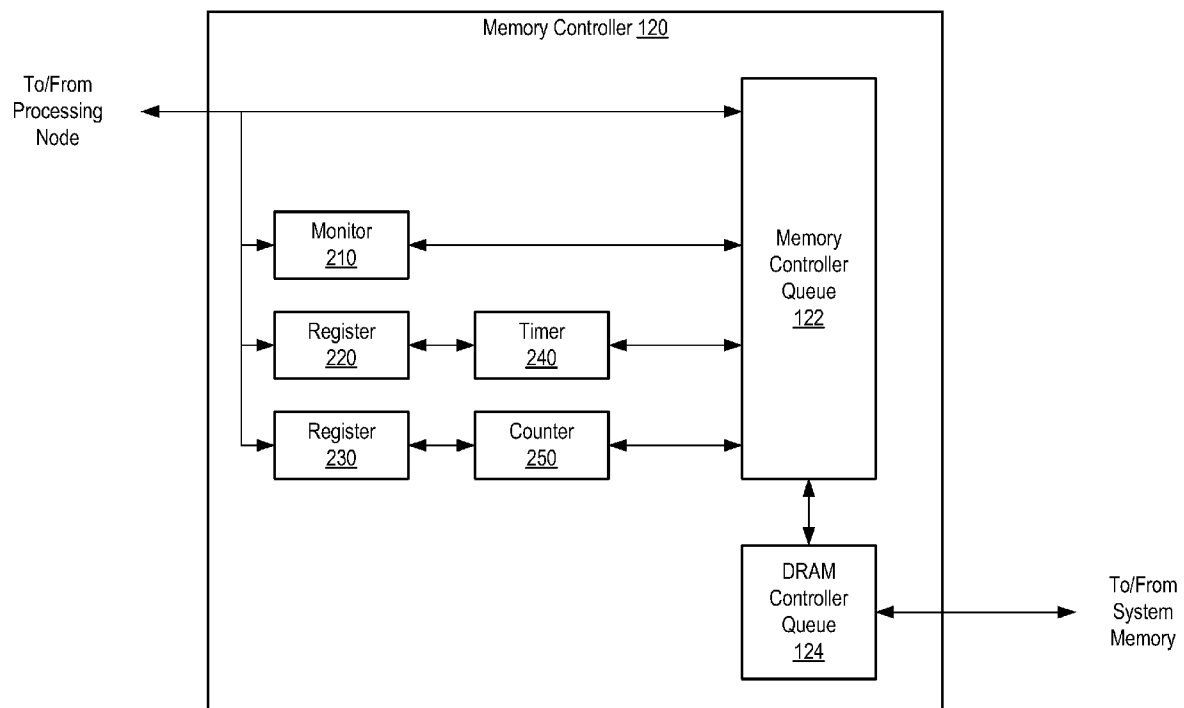 Memory Controller 120
To/From
Processing
Node
Monitor
210
Memory
Controller
Queue
122
Register
220
Timer
240
Register
230
Counter
250
DRAM
Controller
Queue
124
To/From
System
Memory